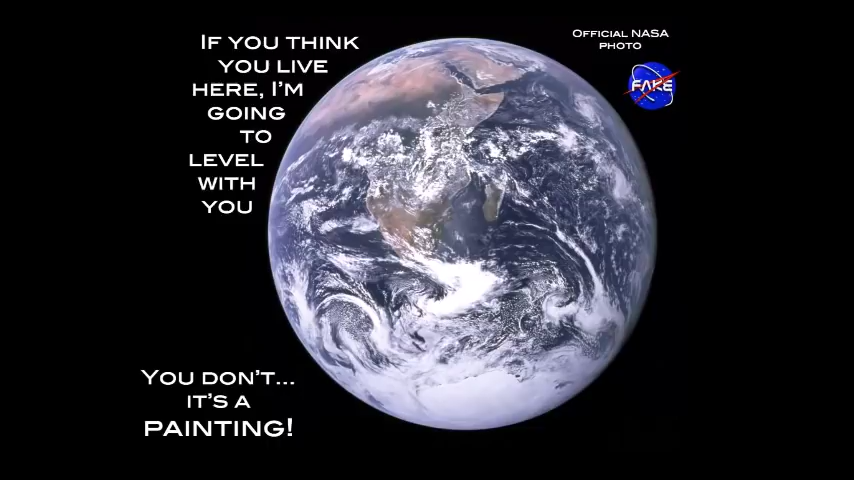 If you think
you live
here, I'm
going
to
level
with
you
Official NASA
photo
FAKE
You don't...
it's a
painting!